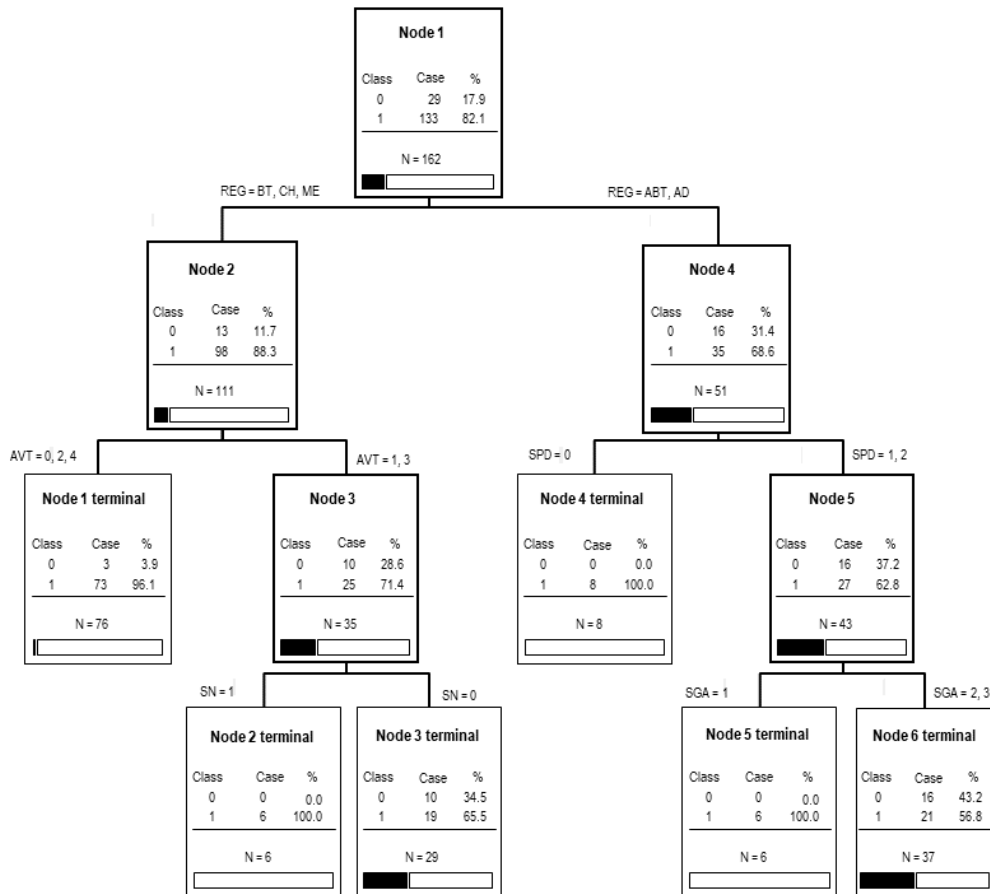 Node 1
Class Case %
0 29 17.9
1 133 82.1
N = 162
REG = BT, CH, ME
REG = ABT, AD
Node 2
Class Case %
0 13 11.7
1 98 88.3
N = 111
Node 4
Class Case %
0 16 31.4
1 35 68.6
N = 51
AVT = 0, 2, 4
AVT = 1, 3
SPD = 0
SPD = 1, 2
Node 1 terminal
Class Case %
0 3 3.9
1 73 96.1
N = 76
Node 3
Class Case %
0 10 28.6
1 25 71.4
N = 35
Node 4 terminal
Class Case %
0 0 0.0
1 8 100.0
N = 8
Node 5
Class Case %
0 16 37.2
1 27 62.8
N = 43
SN = 1
SN = 0
SGA = 1
SGA = 2, 3
Node 2 terminal
Class Case %
0 0 0.0
1 6 100.0
N = 6
Node 3 terminal
Class Case %
0 10 34.5
1 19 65.5
N = 29
Node 5 terminal
Class Case %
0 0 0.0
1 6 100.0
N = 6
Node 6 terminal
Class Case %
0 16 43.2
1 21 56.8
N = 37